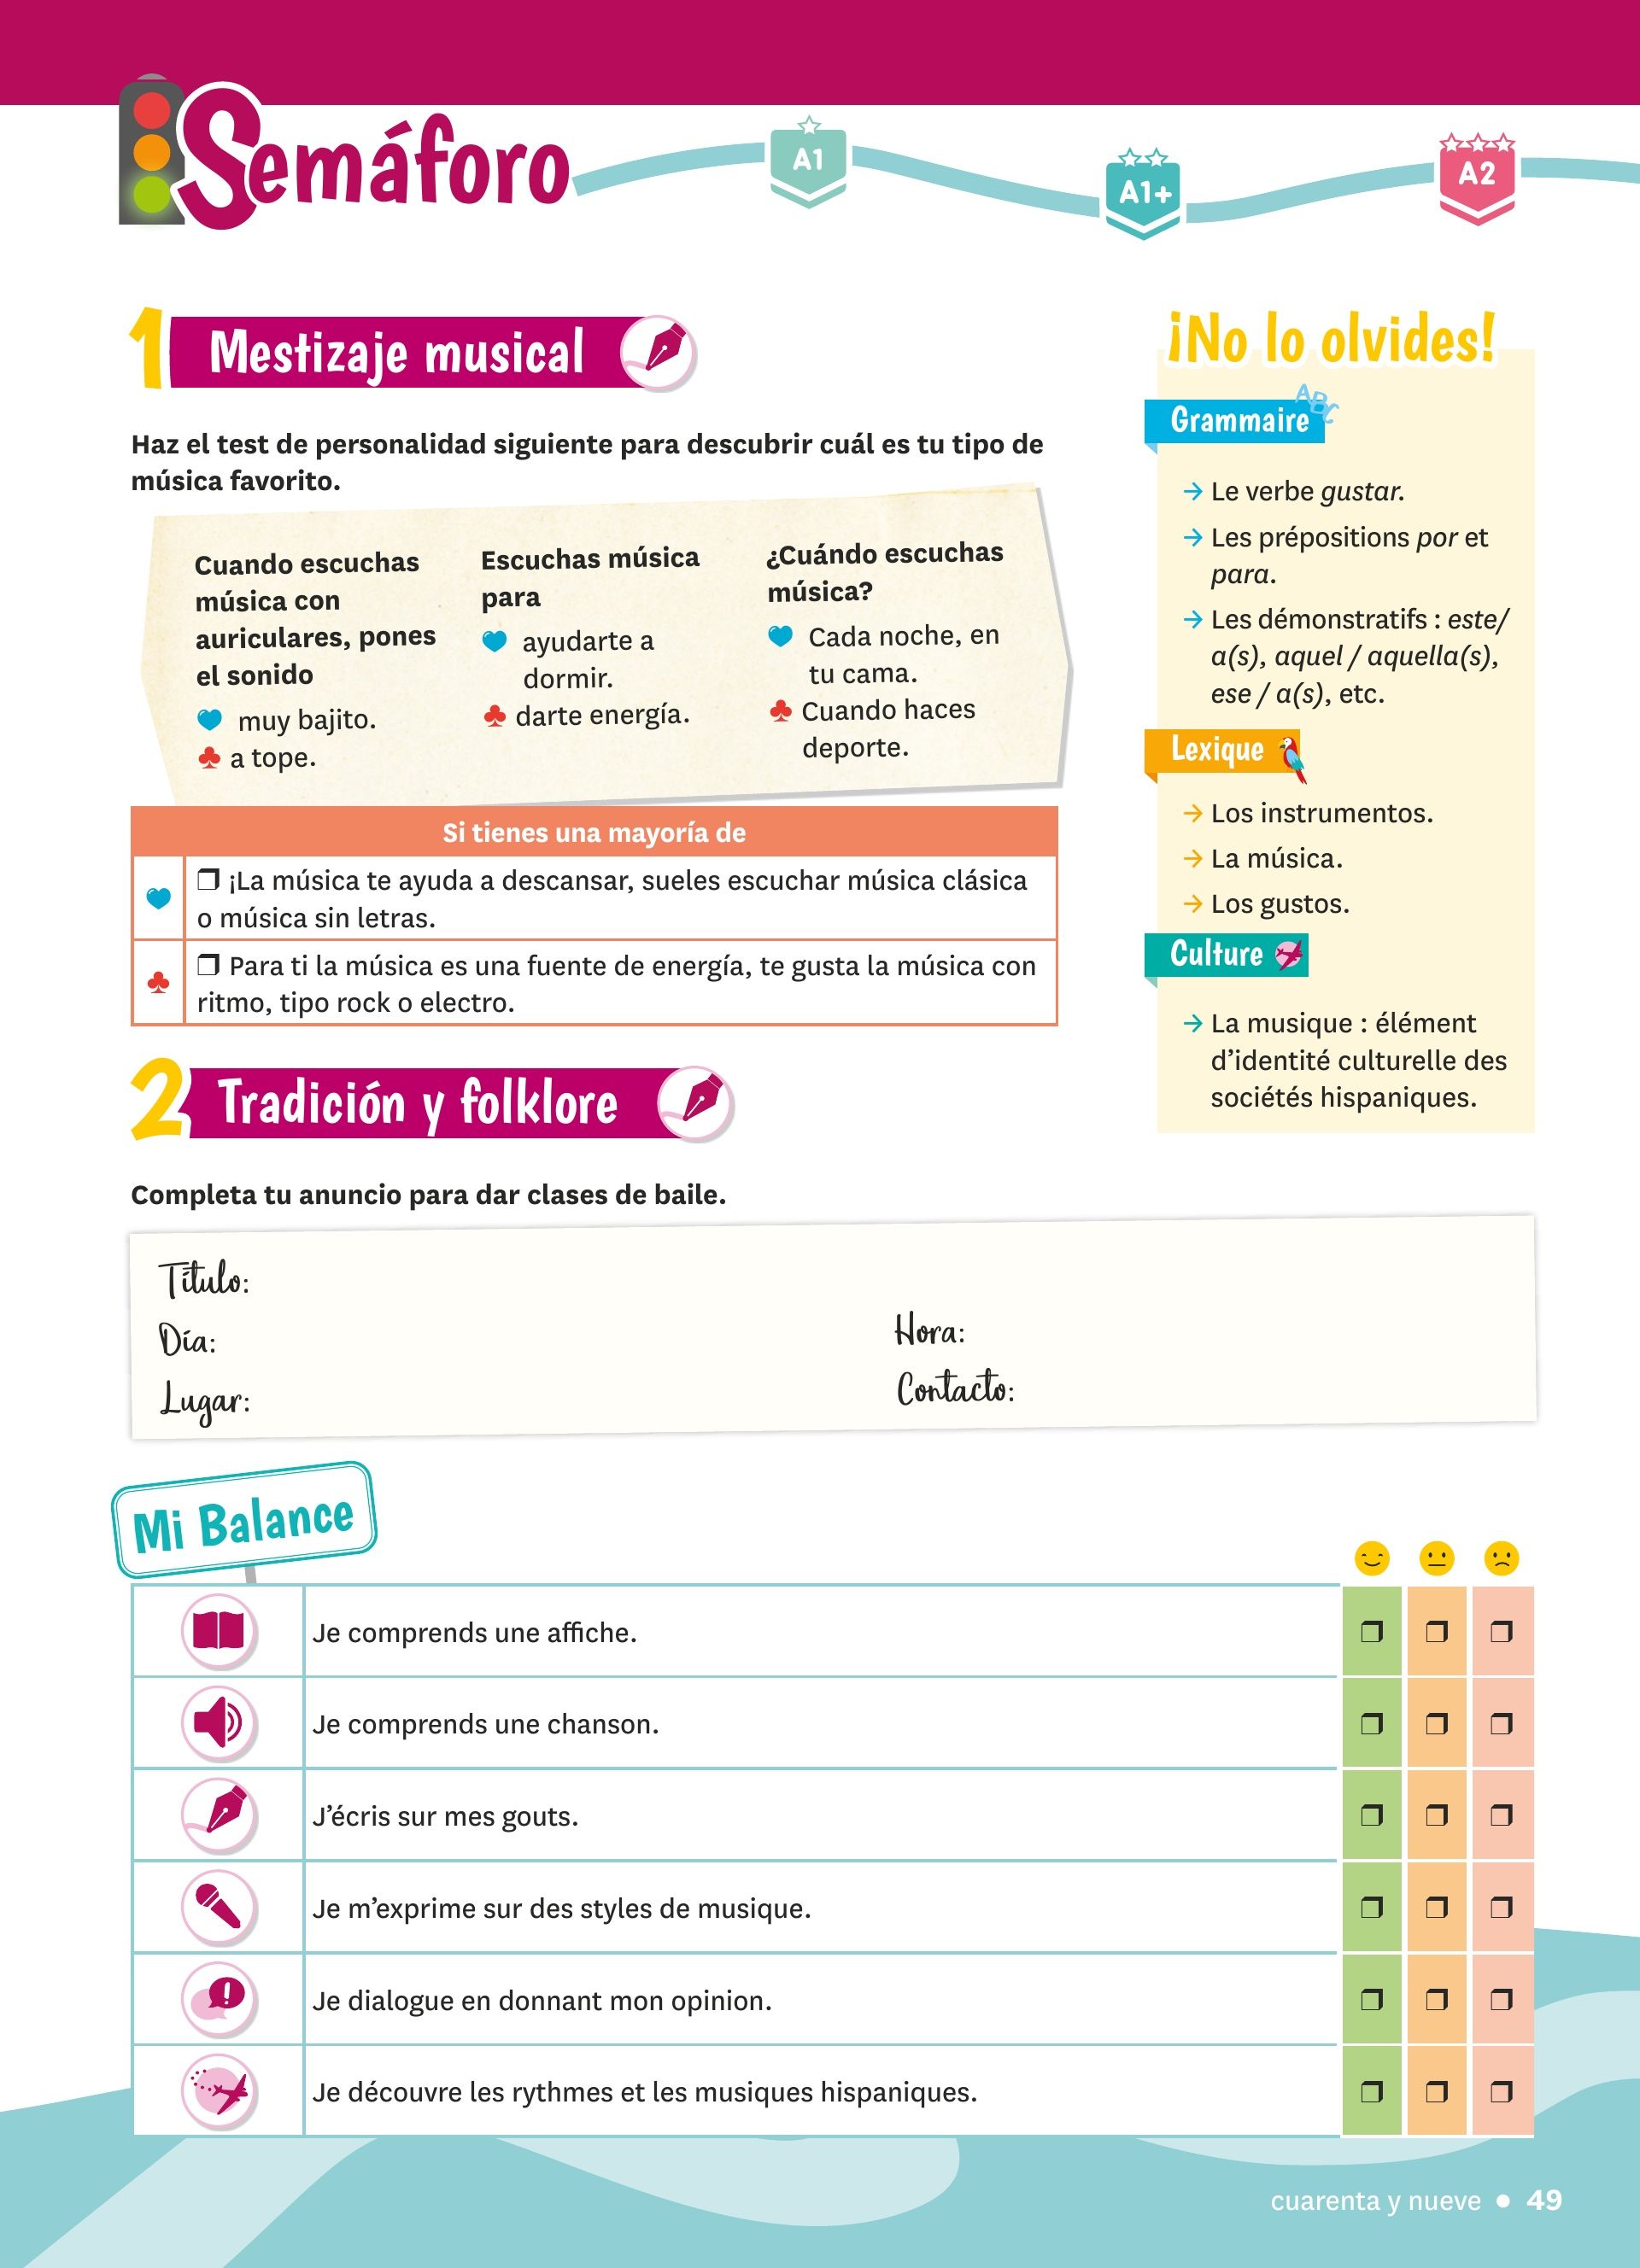 Semáforo
A1
A1+
A2
1 Mestizaje musical
Haz el test de personalidad siguiente para descubrir cuál es tu tipo de
música favorito.
Cuando escuchas
música con
auriculares, pones
el sonido
muy bajito.
a tope.
Escuchas música
para
ayudarte a
dormir.
darte energía.
¿Cuándo escuchas
música?
Cada noche, en
tu cama.
Cuando haces
deporte.
Si tienes una mayoría de
❒ ¡La música te ayuda a descansar, sueles escuchar música clásica
o música sin letras.
❒ Para ti la música es una fuente de energía, te gusta la música con
ritmo, tipo rock o electro.
¡No lo olvides!
Grammaire
ABC
→ Le verbe gustar.
→ Les prépositions por et
para.
→ Les démonstratifs : este/
a(s), aquel / aquella(s),
ese / a(s), etc.
Lexique
→ Los instrumentos.
→ La música.
→ Los gustos.
Culture
→ La musique : élément
d’identité culturelle des
sociétés hispaniques.
2 Tradición y folklore
Completa tu anuncio para dar clases de baile.
Título:
Día:
Hora:
Lugar:
Contacto:
Mi Balance
Je comprends une affiche.
Je comprends une chanson.
J’écris sur mes gouts.
Je m’exprime sur des styles de musique.
Je dialogue en donnant mon opinion.
Je découvre les rythmes et les musiques hispaniques.
cuarenta y nueve • 49